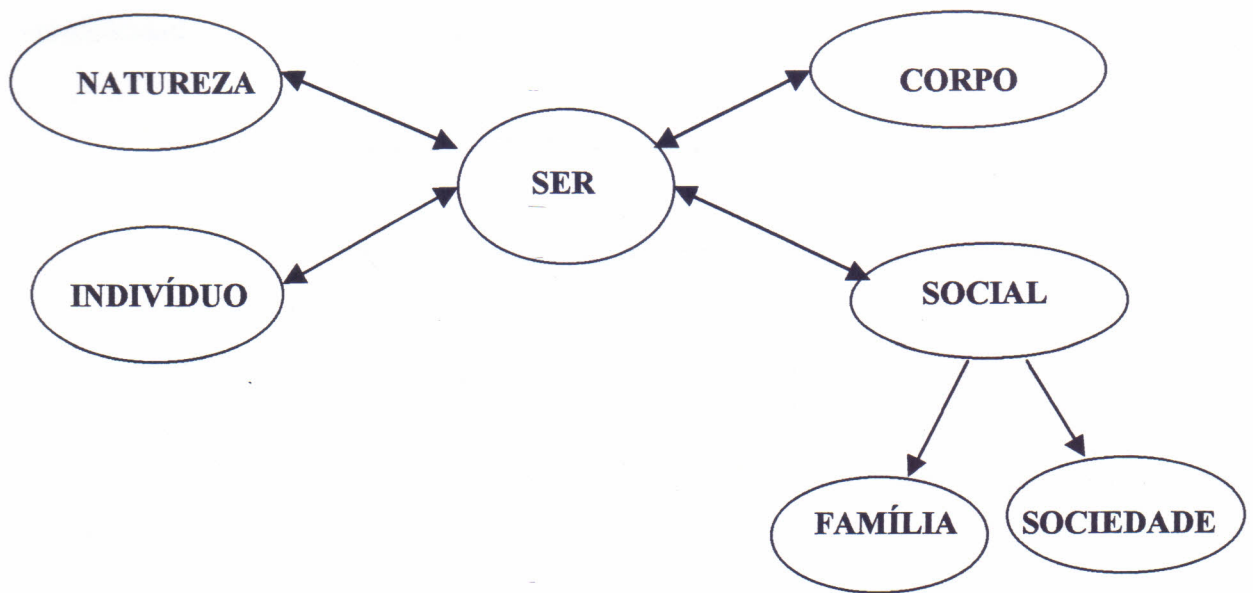 NATUREZA
CORPO
SER
INDIVÍDUO
SOCIAL
FAMÍLIA
SOCIEDADE